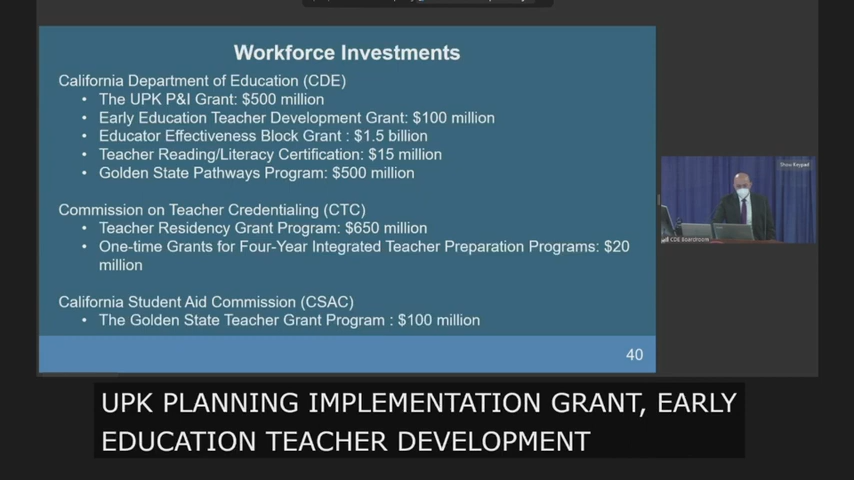 Workforce Investments
California Department of Education (CDE)
• The UPK P&I Grant: $500 million
• Early Education Teacher Development Grant: $100 million
• Educator Effectiveness Block Grant : $1.5 billion
• Teacher Reading/Literacy Certification: $15 million
• Golden State Pathways Program: $500 million
Commission on Teacher Credentialing (CTC)
• Teacher Residency Grant Program: $650 million
• One-time Grants for Four-Year Integrated Teacher Preparation Programs: $20
million
California Student Aid Commission (CSAC)
• The Golden State Teacher Grant Program : $100 million
40
Show Keypad
CDE Boardroom
UPK PLANNING IMPLEMENTATION GRANT, EARLY
EDUCATION TEACHER DEVELOPMENT